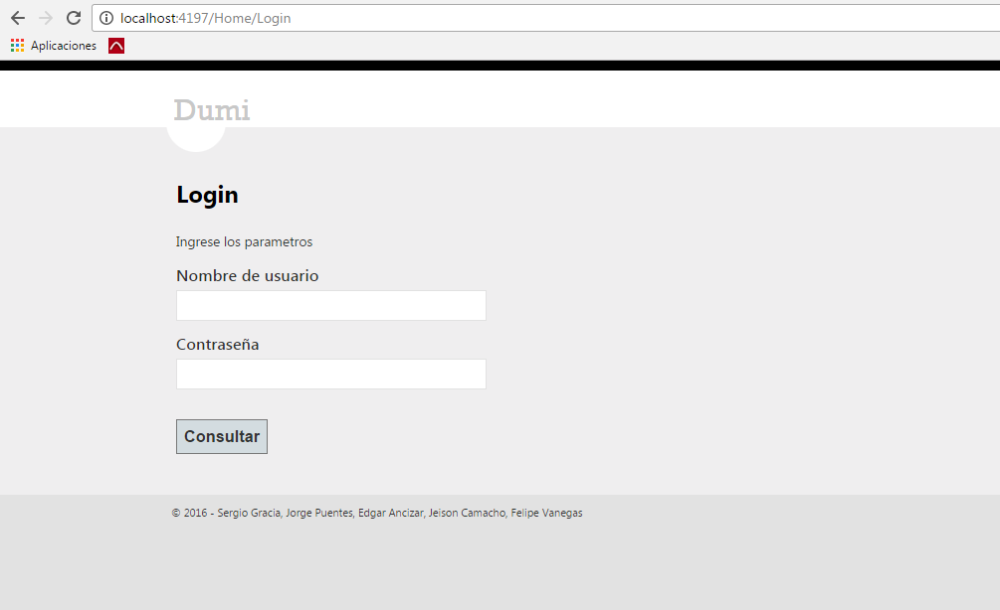 localhost:4197/Home/Login
Aplicaciones
Dumi
Login
Ingrese los parametros
Nombre de usuario
Contraseña
Consultar
© 2016 - Sergio Gracia, Jorge Puentes, Edgar Ancizar, Jeison Camacho, Felipe Vanegas